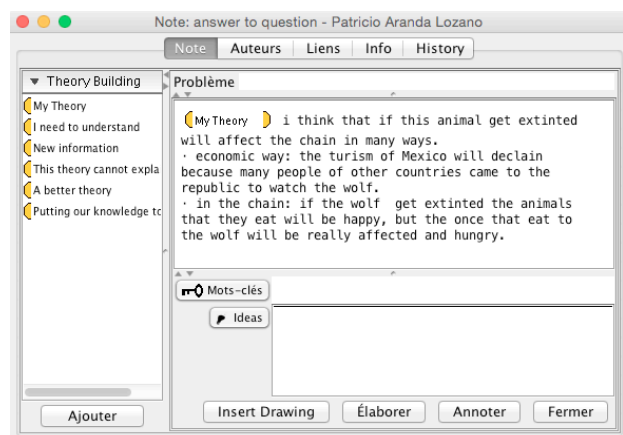 Note: answer to question - Patricio Aranda Lozano
Note Auteurs Liens Info History
Theory Building
My Theory
I need to understand
New information
This theory cannot expla
A better theory
Putting our knowledge tc
Ajouter
Problème
My Theory i think that if this animal get extinted
will affect the chain in many ways.
· economic way: the turism of Mexico will declain
because many people of other countries came to the
republic to watch the wolf.
· in the chain: if the wolf get extinted the animals
that they eat will be happy, but the once that eat to
the wolf will be really affected and hungry.
Mots-clés
Ideas
Insert Drawing Élaborer Annoter Fermer